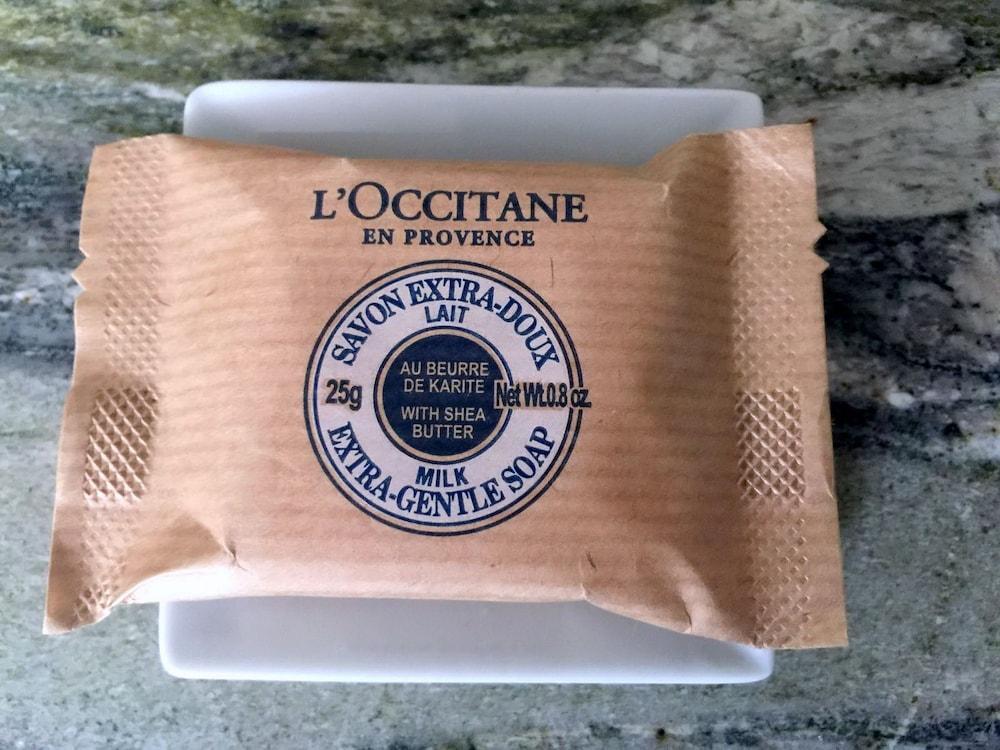 L'OCCITANE
EN PROVENCE
SAVON EXTRA-DOUX
LAIT
AU BEURRE
DE KARITE
25g
Net Wt.0.8 oz.
WITH SHEA
BUTTER
MILK
EXTRA-GENTLE SOAP